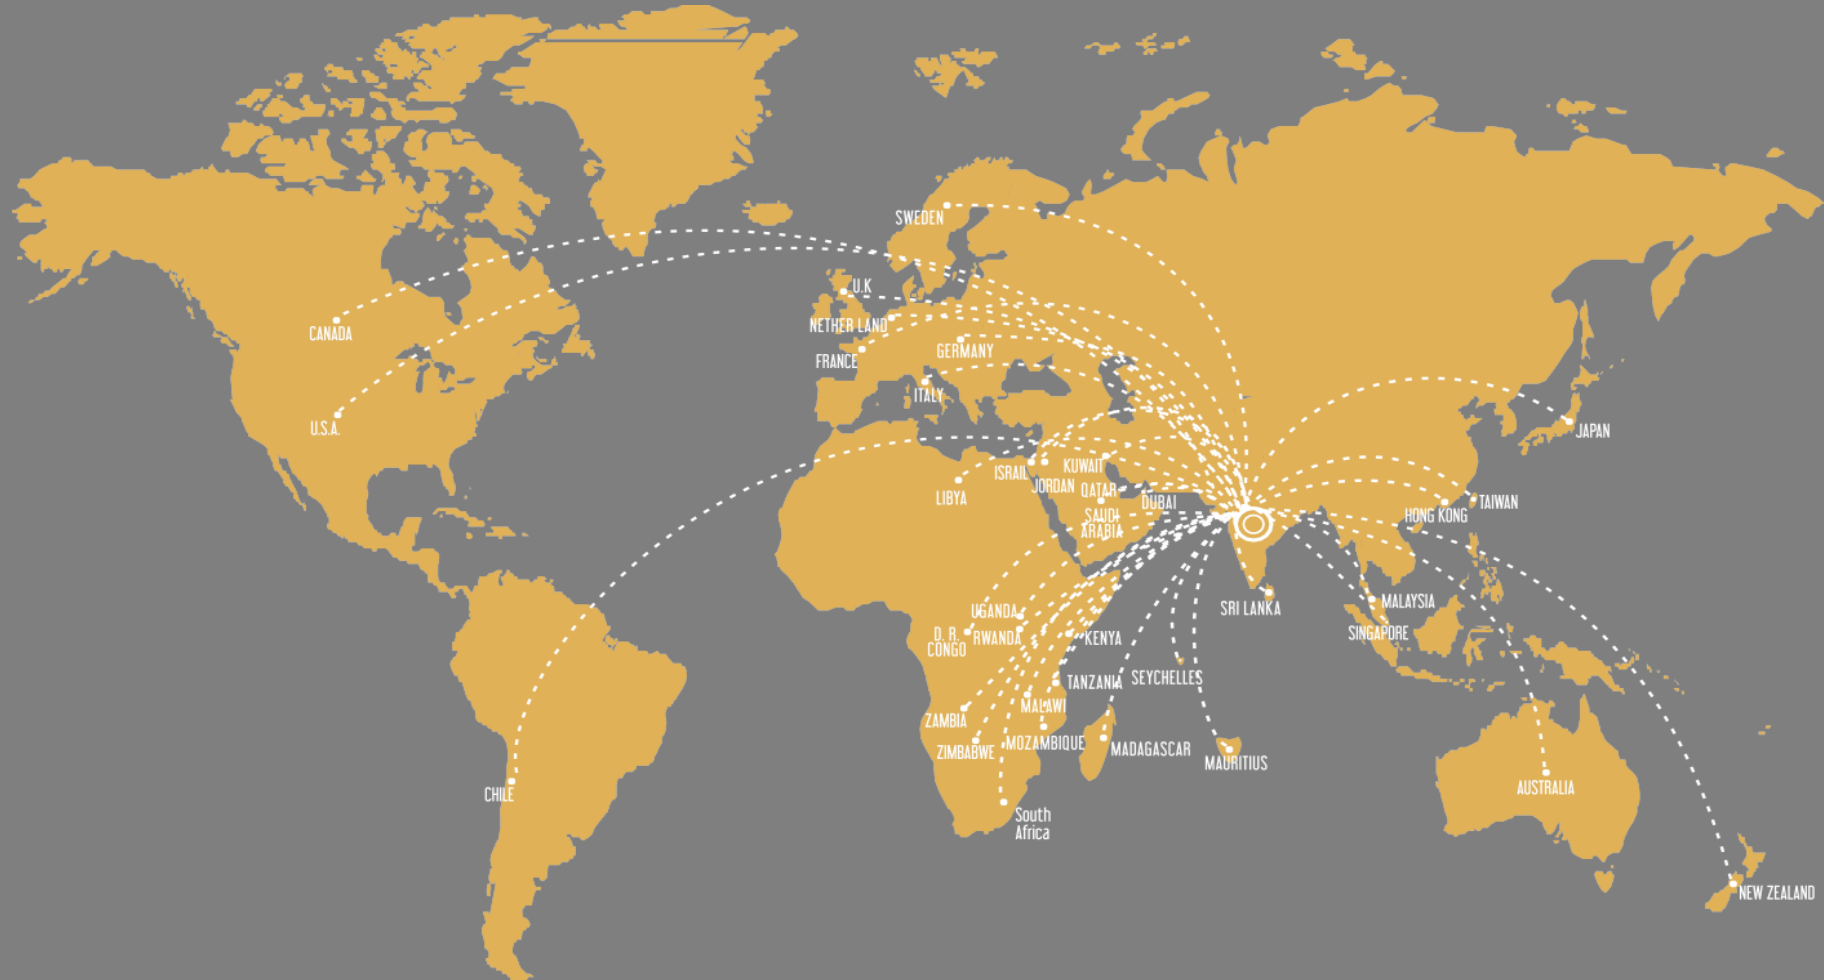 SWEDEN
U.K
CANADA
NETHER LAND
GERMANY
FRANCE
ITALY
U.S.A.
JAPAN
ISRAIL
KUWAIT
LIBYA
JORDAN
QATAR
DUBAI
TAIWAN
SAUDI
ARABIA
HONG KONG
MALAYSIA
SRI LANKA
UGANDA
SINGAPORE
D. R.
CONGO
RWANDA
KENYA
TANZANIA
SEYCHELLES
MALAWI
ZAMBIA
MOZAMBIQUE
ZIMBABWE
MADAGASCAR
MAURITIUS
CHILE
AUSTRALIA
South
Africa
NEW ZEALAND